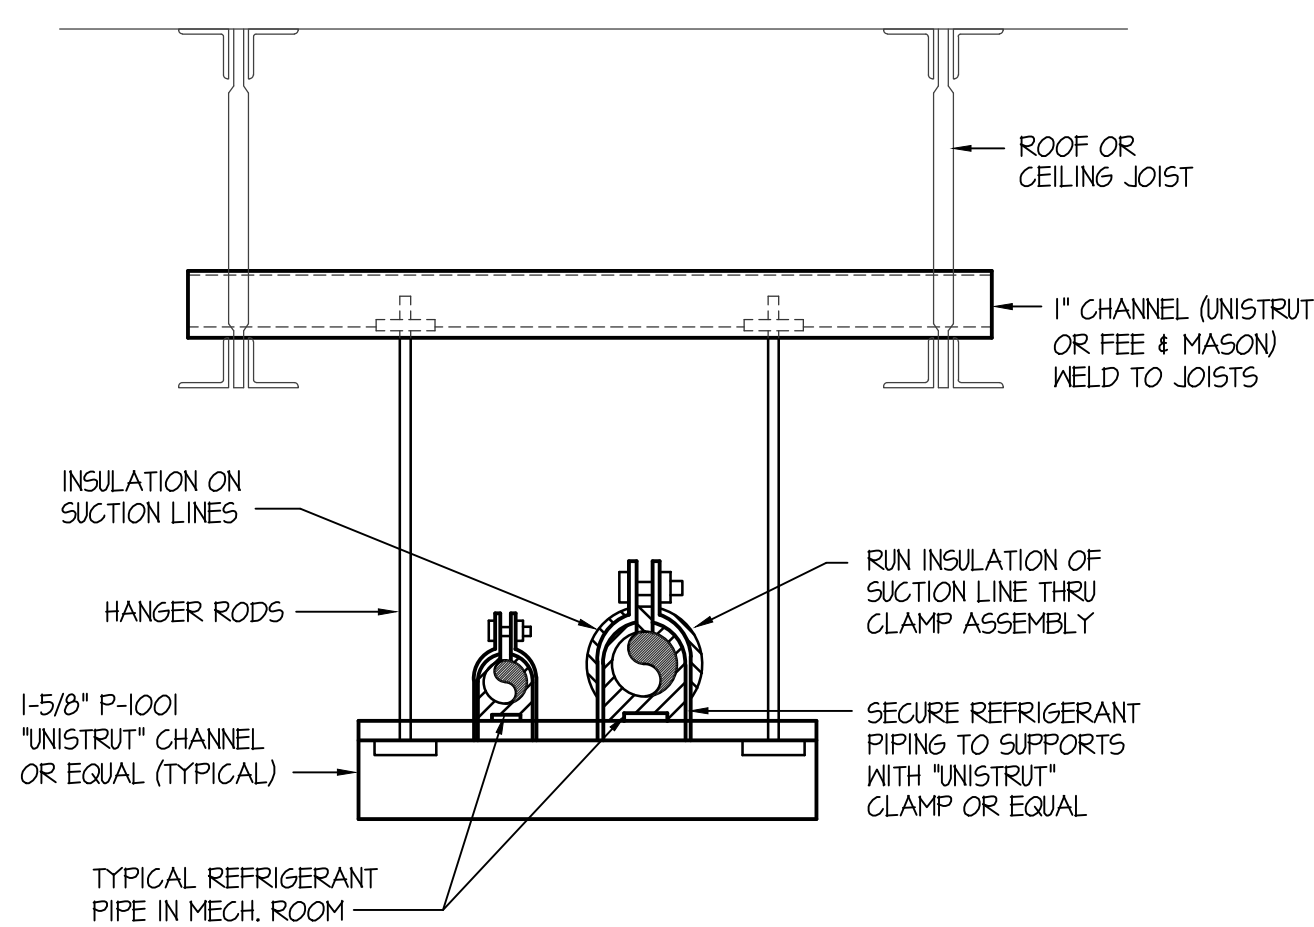 ROOF OR
CEILING JOIST
1" CHANNEL (UNISTRUT
OR FEE & MASON)
WELD TO JOISTS
INSULATION ON
SUCTION LINES
RUN INSULATION OF
SUCTION LINE THRU
CLAMP ASSEMBLY
HANGER RODS
1-5/8" P-1001
"UNISTRUT" CHANNEL
OR EQUAL (TYPICAL)
SECURE REFRIGERANT
PIPING TO SUPPORTS
WITH "UNISTRUT"
CLAMP OR EQUAL
TYPICAL REFRIGERANT
PIPE IN MECH. ROOM